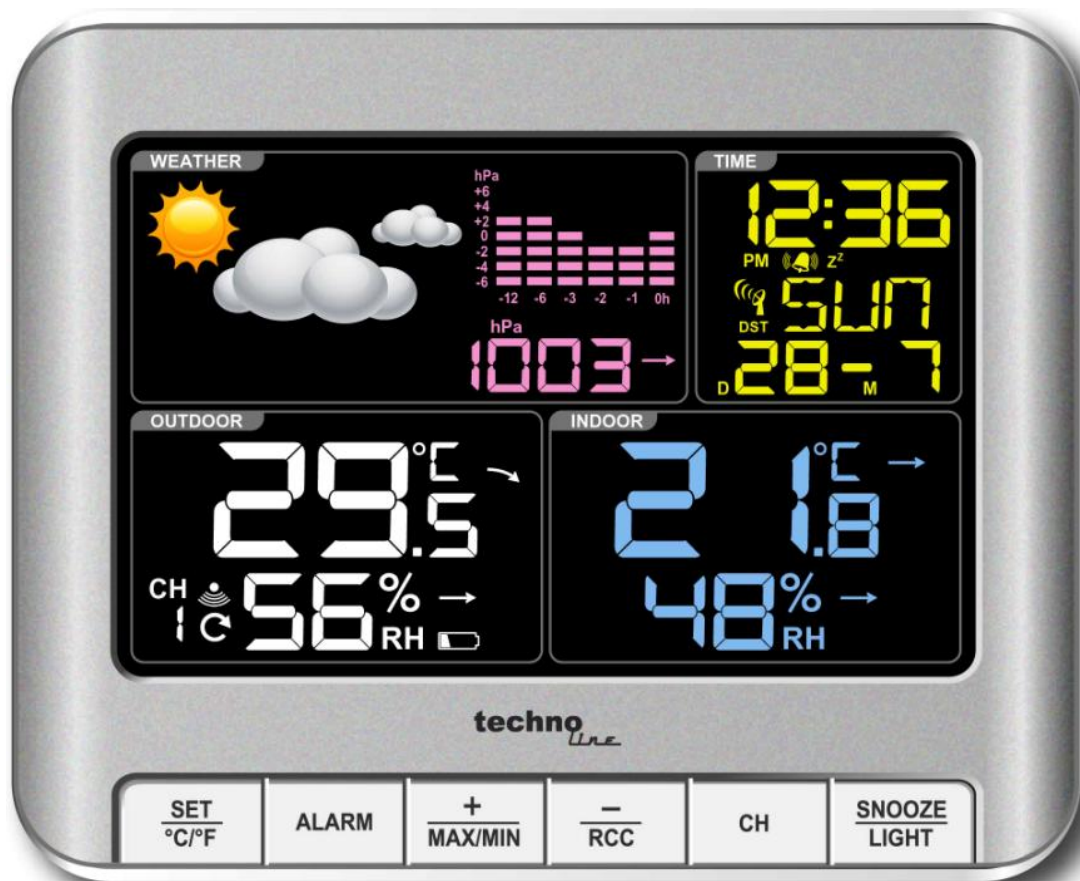 WEATHER
hPa
+6
+4
+2
0
-2
-4
-6
-12 -6 -3 -2 -1 0h
hPa
1003
TIME
12:36
PM Zz
DST SUN
D 28 - M 7
OUTDOOR
29.5 °C
CH 1 56 % RH
INDOOR
21.8 °C
48 % RH
techno line
SET ALARM + − CH SNOOZE
°C/°F MAX/MIN RCC LIGHT